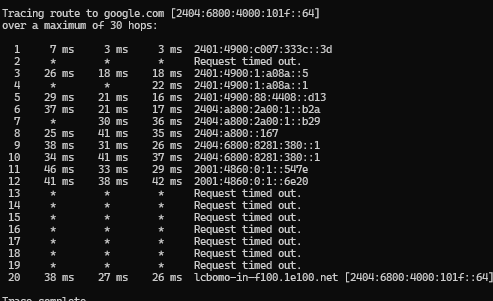 Tracing route to google.com [2404:6800:4000:101f::64]
over a maximum of 30 hops:
1 7 ms 3 ms 3 ms 2401:4900:c007:333c::3d
2 * * * Request timed out.
3 26 ms 18 ms 18 ms 2401:4900:1:a08a::5
4 * * 22 ms 2401:4900:1:a08a::1
5 29 ms 21 ms 16 ms 2401:4900:88:4408::d13
6 37 ms 21 ms 17 ms 2404:a800:2a00:1::b2a
7 * 30 ms 36 ms 2404:a800:2a00:1::b29
8 25 ms 41 ms 35 ms 2404:a800::167
9 38 ms 31 ms 26 ms 2404:6800:8281:380::1
10 34 ms 41 ms 37 ms 2404:6800:8281:380::1
11 46 ms 33 ms 29 ms 2001:4860:0:1::547e
12 41 ms 38 ms 42 ms 2001:4860:0:1::6e20
13 * * * Request timed out.
14 * * * Request timed out.
15 * * * Request timed out.
16 * * * Request timed out.
17 * * * Request timed out.
18 * * * Request timed out.
19 * * * Request timed out.
20 38 ms 27 ms 26 ms lcbomo-in-f100.1e100.net [2404:6800:4000:101f::64]
Trace complete